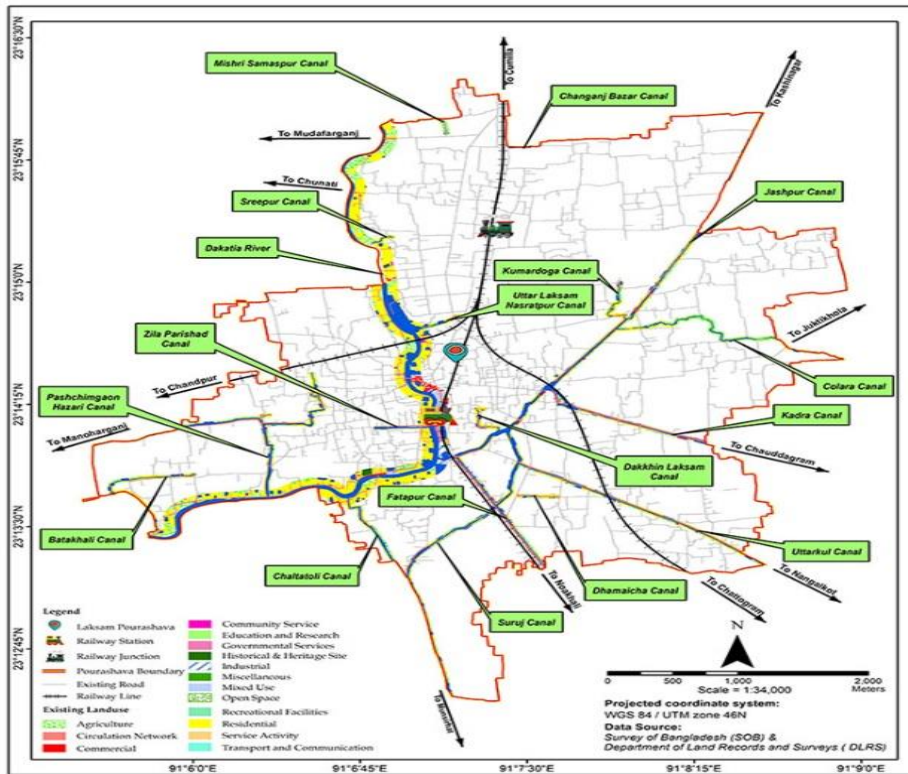 23°16'30"N
23°15'45"N
23°15'0"N
23°14'15"N
23°13'30"N
23°12'45"N
Mishri Samaspur Canal
To Cumilla
To Kashinagar
Changanj Bazar Canal
To Mudafarganj
To Chunati
Sreepur Canal
Jashpur Canal
Dakatia River
Kumardoga Canal
Uttar Laksam
Nasratpur Canal
Zila Parishad
Canal
To Chandpur
Colara Canal
Pashchimgaon
Hazari Canal
Kadra Canal
To Manoharganj
To Chauddagram
Dakkhin Laksam
Canal
Fatapur Canal
Batakhali Canal
Uttarkul Canal
To Nangalkot
Chaltatoli Canal
To Noakhali
Dhamaicha Canal
To Chattogram
Suruj Canal
Legend
Laksam Pourashava
Railway Station
Railway Junction
Pourashava Boundary
Existing Road
Railway Line
Existing Landuse
Agriculture
Circulation Network
Commercial
Community Service
Education and Research
Governmental Services
Historical & Heritage Site
Industrial
Miscellaneous
Mixed Use
Open Space
Recreational Facilities
Residential
Service Activity
Transport and Communication
N
0 500 1,000 2,000
Meters
Scale = 1:34,000
Projected coordinate system:
WGS 84 / UTM zone 46N
Data Source:
Survey of Bangladesh (SOB) &
Department of Land Records and Surveys ( DLRS)
91°6'0"E 91°6'45"E 91°7'30"E 91°8'15"E 91°9'0"E